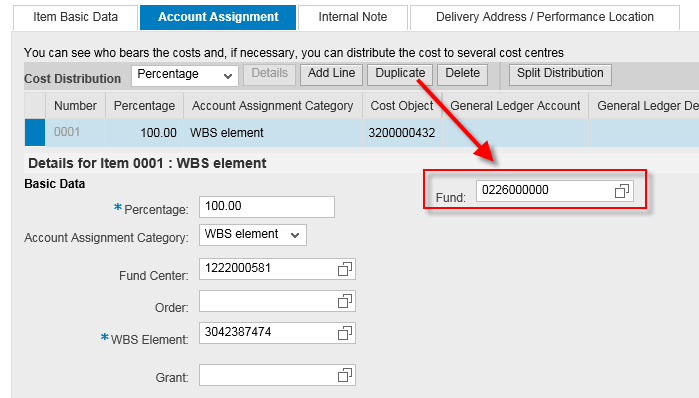 Item Basic Data Account Assignment Internal Note Delivery Address / Performance Location
You can see who bears the costs and, if necessary, you can distribute the cost to several cost centres
Cost Distribution Percentage Details Add Line Duplicate Delete Split Distribution
Number Percentage Account Assignment Category Cost Object General Ledger Account General Ledger De
0001 100.00 WBS element 3200000432
Details for Item 0001 : WBS element
Basic Data
Fund: 0226000000
*Percentage: 100.00
Account Assignment Category: WBS element
Fund Center: 1222000581
Order:
*WBS Element: 3042387474
Grant: